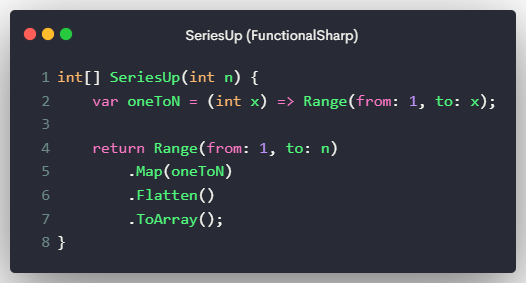 SeriesUp (FunctionalSharp)
1 int[] SeriesUp(int n) {
2     var oneToN = (int x) => Range(from: 1, to: x);
3
4     return Range(from: 1, to: n)
5         .Map(oneToN)
6         .Flatten()
7         .ToArray();
8 }